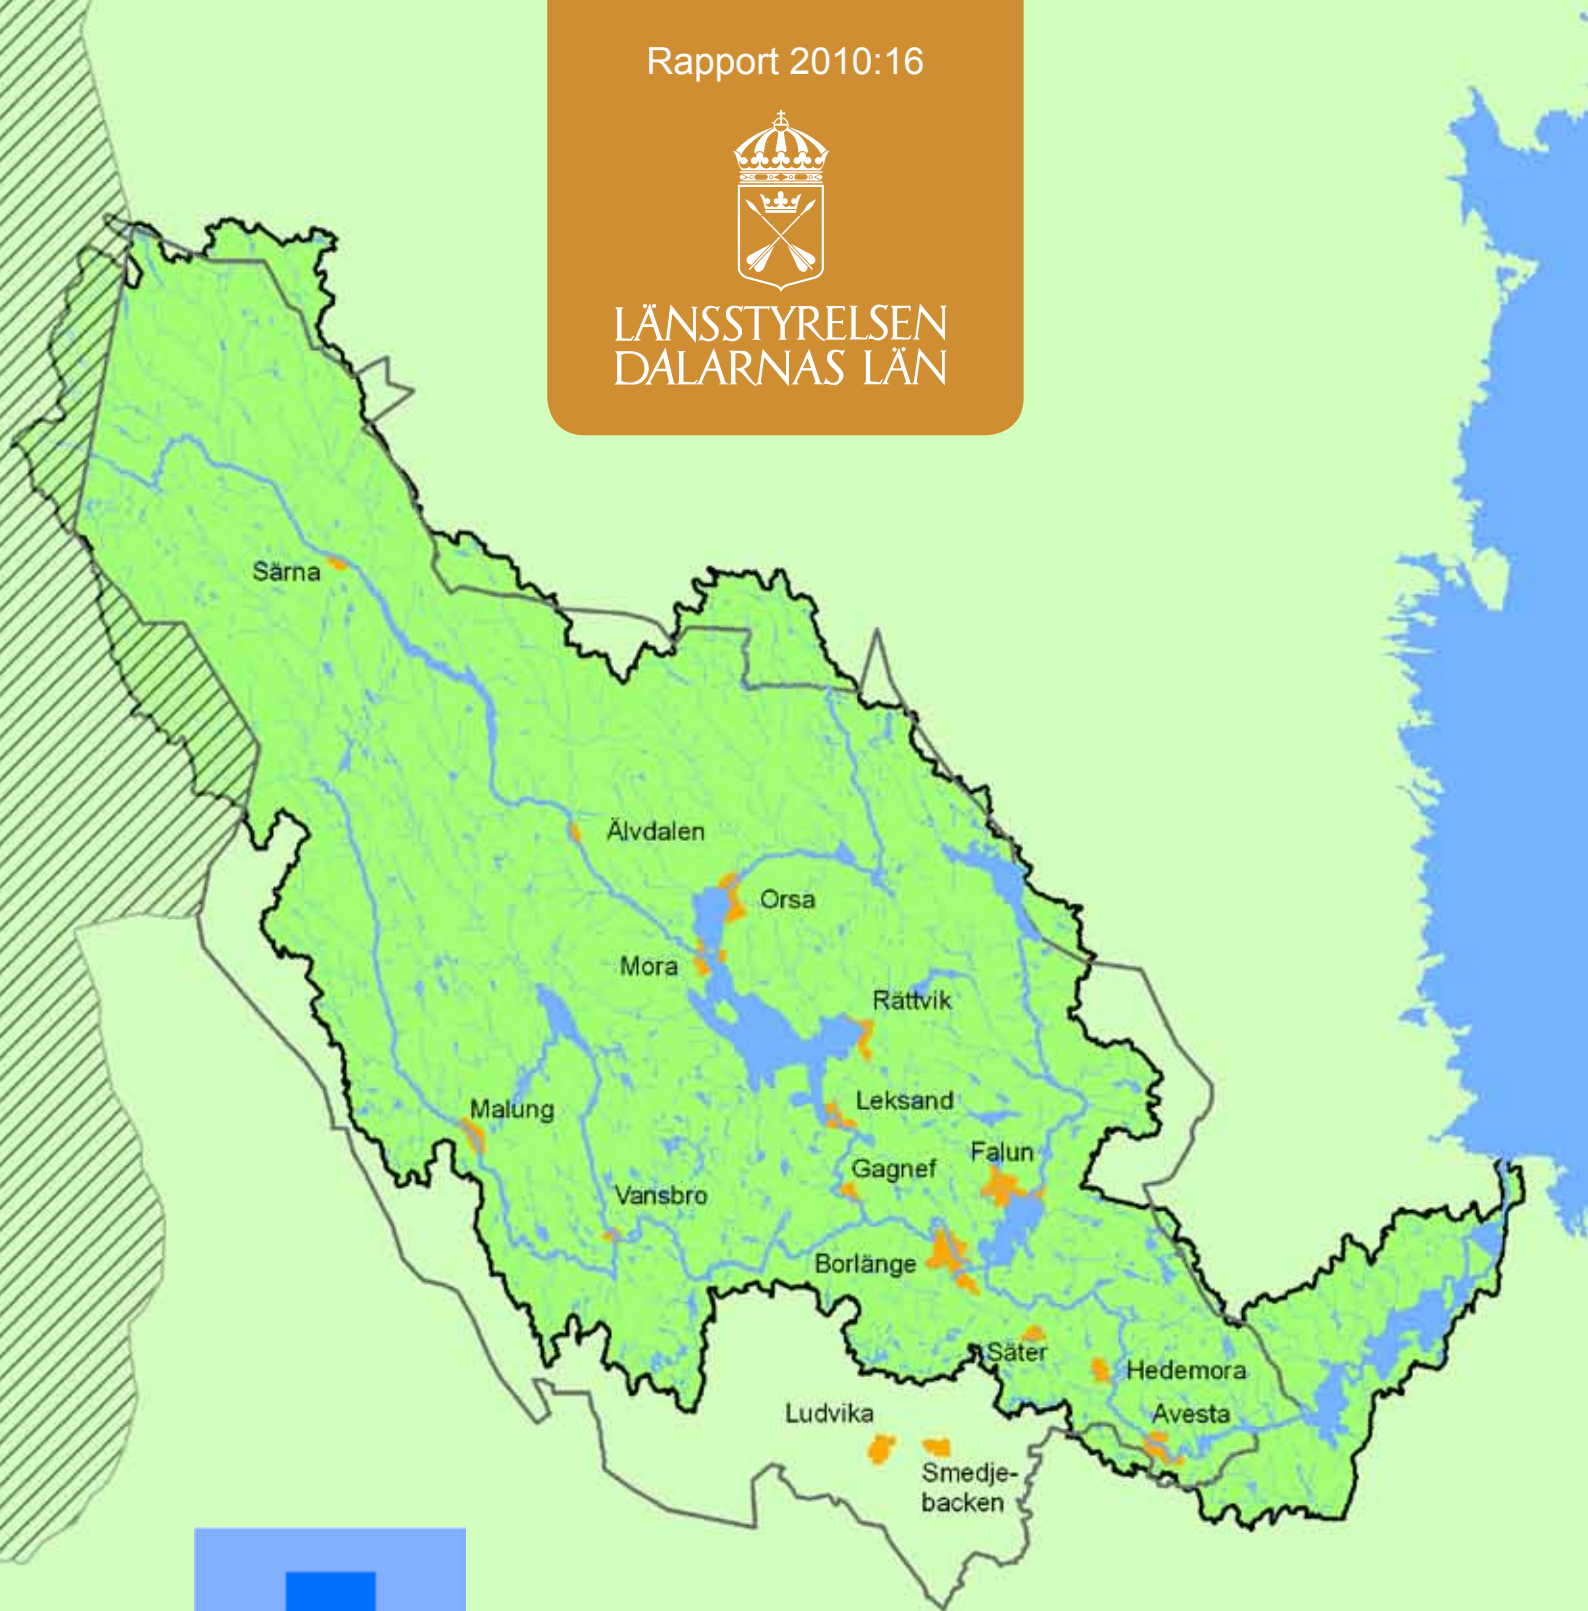 Rapport 2010:16
LÄNSSTYRELSEN
DALARNAS LÄN
Särna
Älvdalen
Orsa
Mora
Rättvik
Leksand
Malung
Falun
Gagnef
Vansbro
Borlänge
Säter
Hedemora
Ludvika
Avesta
Smedje-
backen